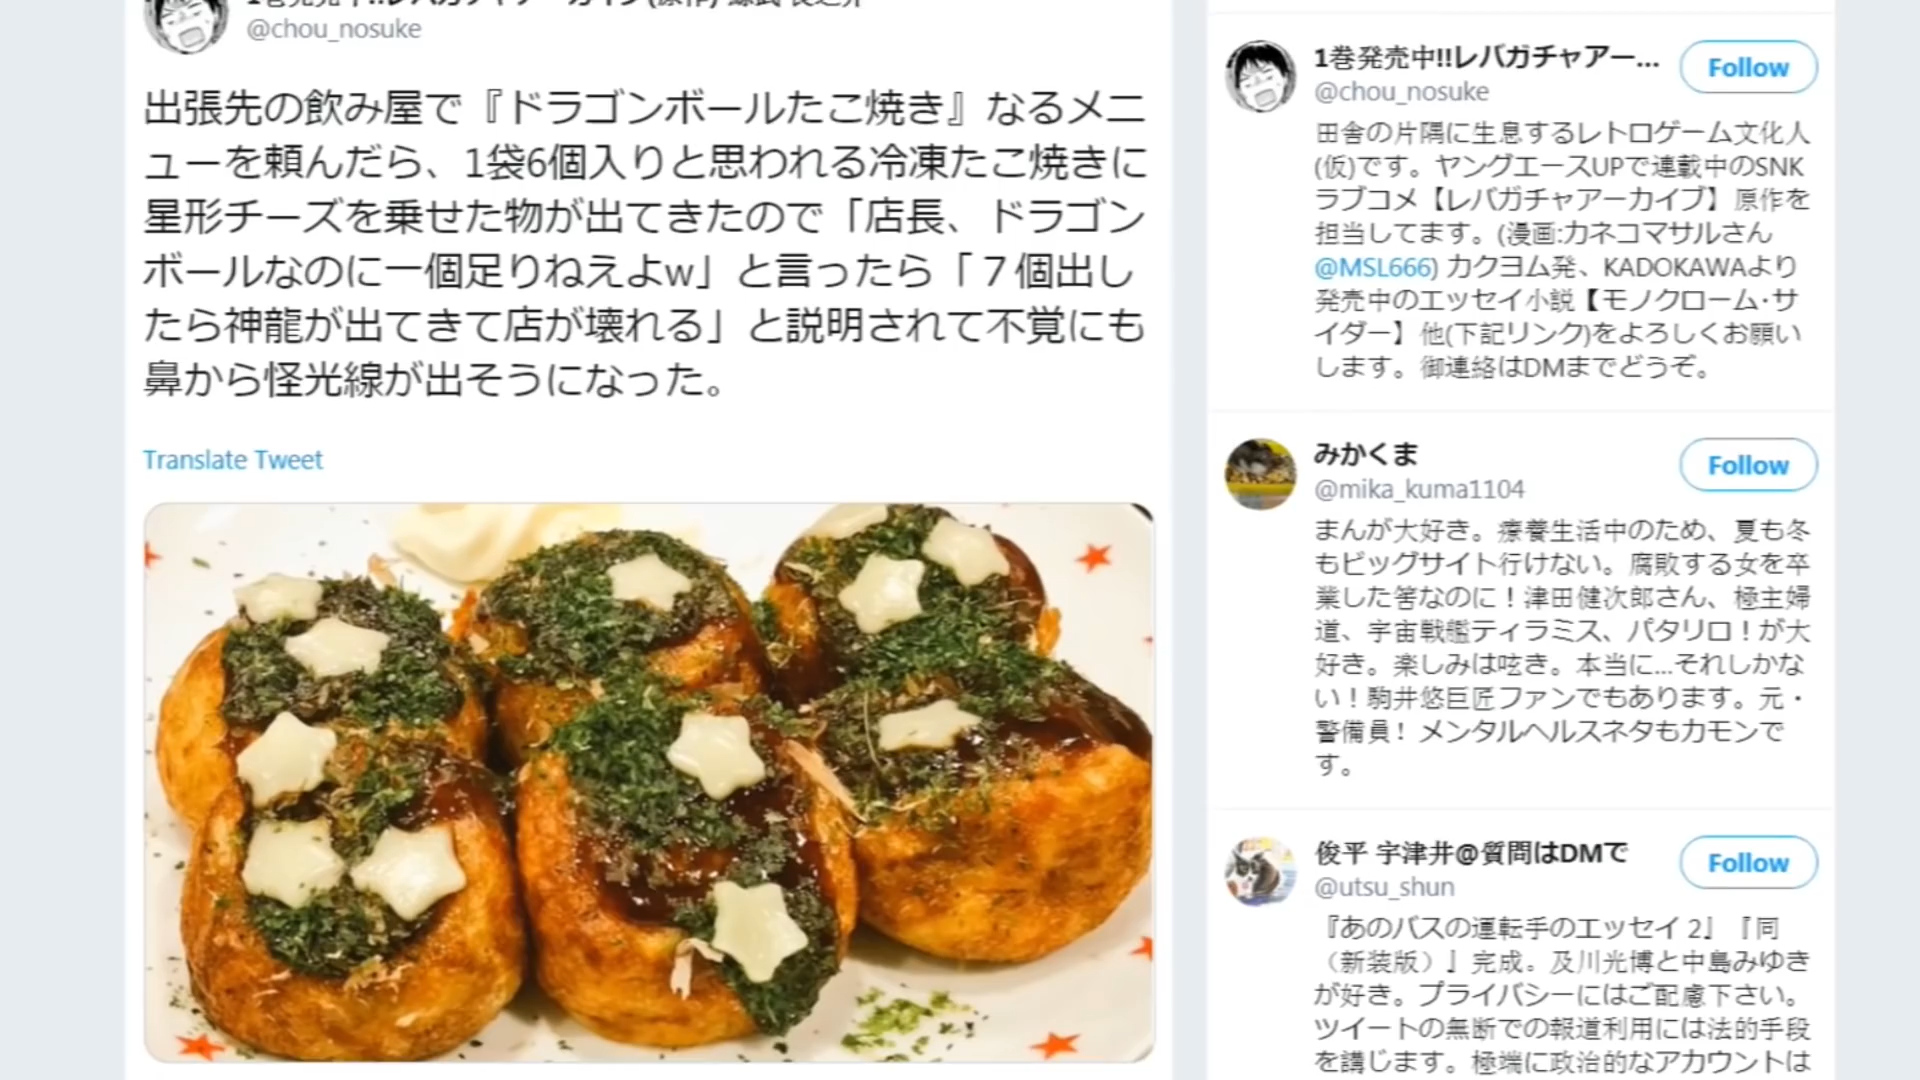 @chou_nosuke
出張先の飲み屋で『ドラゴンボールたこ焼き』なるメニ
ューを頼んだら、1袋6個入りと思われる冷凍たこ焼きに
星形チーズを乗せた物が出てきたので「店長、ドラゴン
ボールなのに一個足りねえよw」と言ったら「７個出し
たら神龍が出てきて店が壊れる」と説明されて不覚にも
鼻から怪光線が出そうになった。
Translate Tweet
1巻発売中!!レバガチャアー...
Follow
@chou_nosuke
田舎の片隅に生息するレトロゲーム文化人
(仮)です。ヤングエースUPで連載中のSNK
ラブコメ【レバガチャアーカイブ】原作を
担当してます。(漫画:カネコマサルさん
@MSL666) カクヨム発、KADOKAWAより
発売中のエッセイ小説【モノクローム･サ
イダー】他(下記リンク)をよろしくお願い
します。御連絡はDMまでどうぞ。
みかくま
Follow
@mika_kuma1104
まんが大好き。療養生活中のため、夏も冬
もビッグサイト行けない。腐敗する女を卒
業した筈なのに！津田健次郎さん、極主婦
道、宇宙戦艦ティラミス、パタリロ！が大
好き。楽しみは呟き。本当に...それしかな
い！駒井悠巨匠ファンでもあります。元・
警備員！メンタルヘルスネタもカモンで
す。
俊平 宇津井@質問はDMで
Follow
@utsu_shun
『あのバスの運転手のエッセイ 2』『同
（新装版）』完成。及川光博と中島みゆき
が好き。プライバシーにはご配慮下さい。
ツイートの無断での報道利用には法的手段
を講じます。極端に政治的なアカウントは